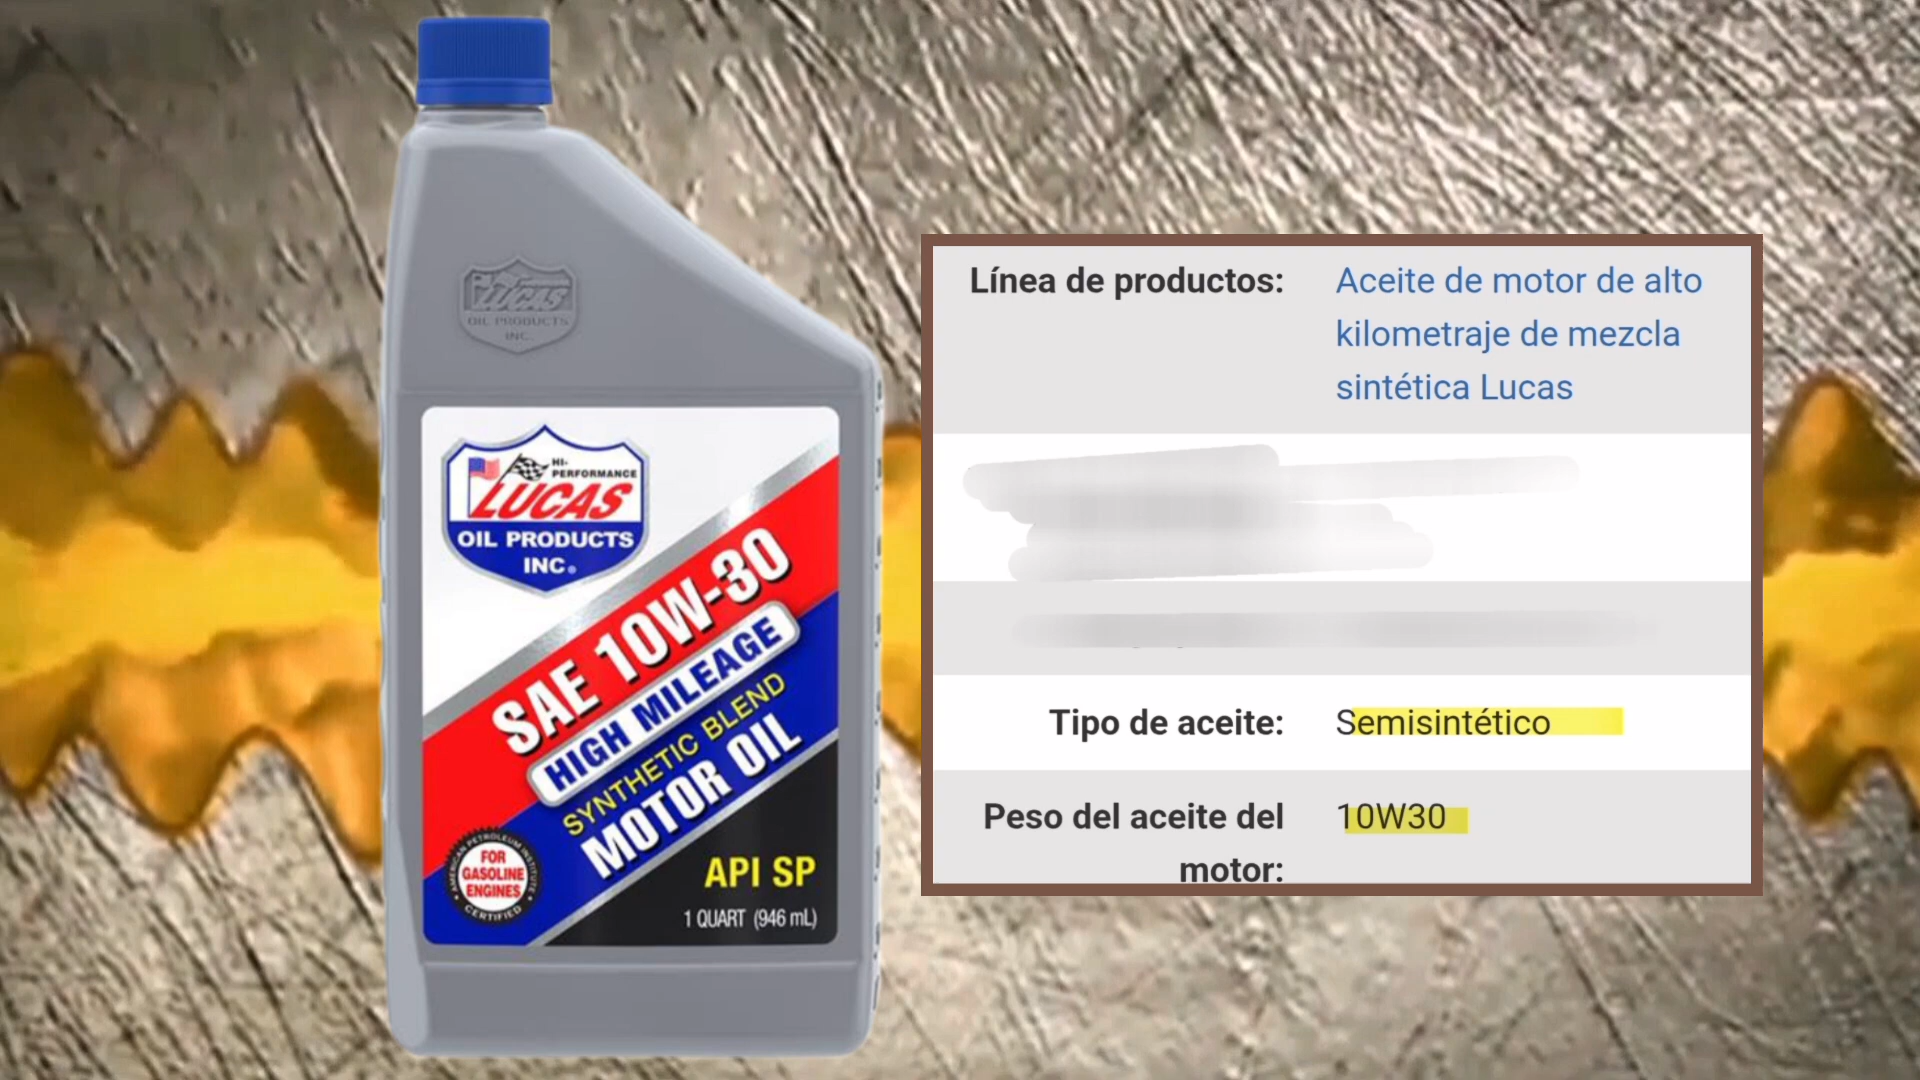 LUCAS
OIL PRODUCTS
INC.
HI-
PERFORMANCE
LUCAS
OIL PRODUCTS
INC.
SAE 10W-30
HIGH MILEAGE
SYNTHETIC BLEND
MOTOR OIL
AMERICAN PETROLEUM INSTITUTE
FOR
GASOLINE
ENGINES
CERTIFIED
API SP
1 QUART (946 mL)
Línea de productos: Aceite de motor de alto
kilometraje de mezcla
sintética Lucas
Tipo de aceite: Semisintético
Peso del aceite del 10W30
motor: